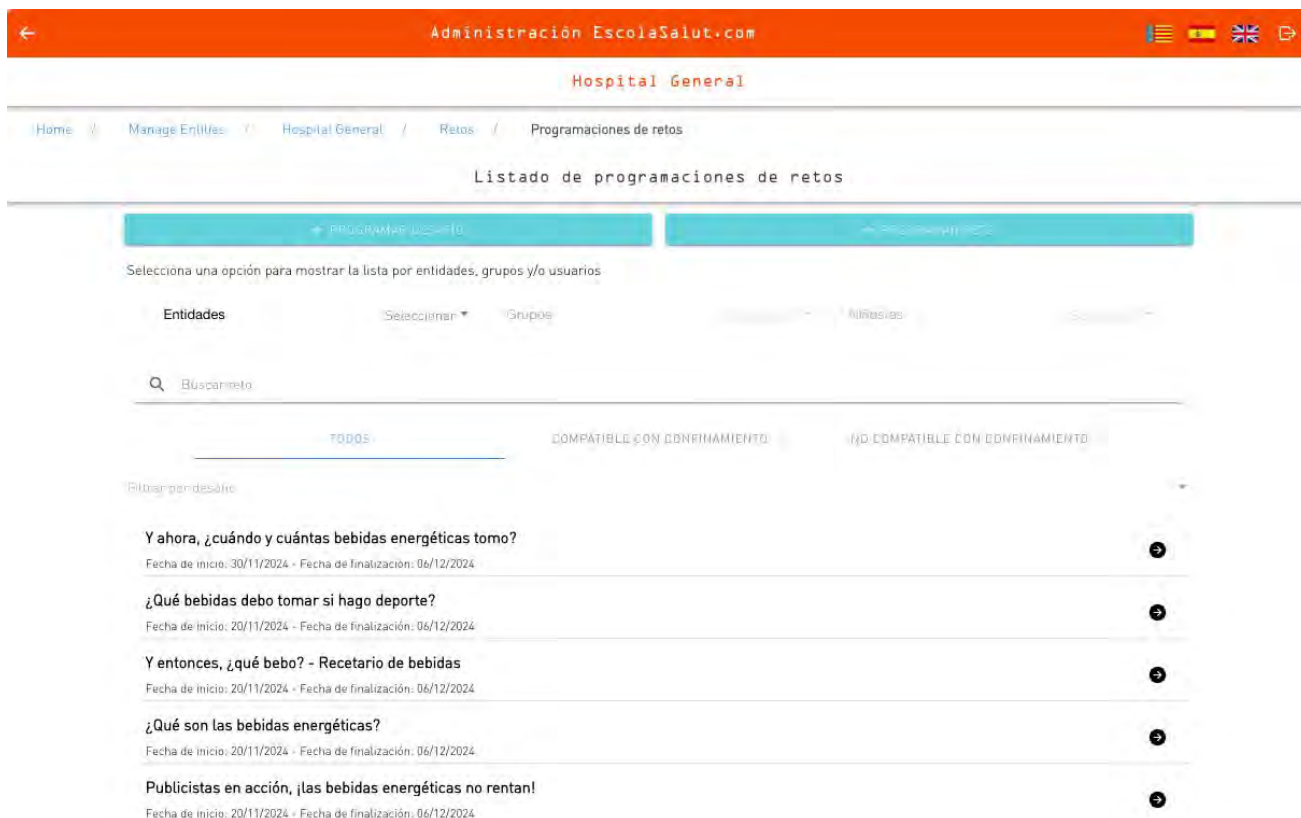 Administración EscolaSalut.com
Hospital General
Home / Manage Entities / Hospital General / Retos / Programaciones de retos
Listado de programaciones de retos
+ PROGRAMAR DESAFÍO + PROGRAMAR RETO
Selecciona una opción para mostrar la lista por entidades, grupos y/o usuarios
Entidades Seleccionar Grupos
Buscar reto
TODOS COMPATIBLE CON CONFINAMIENTO NO COMPATIBLE CON CONFINAMIENTO
Filtrar por desafío
Y ahora, ¿cuándo y cuántas bebidas energéticas tomo?
Fecha de inicio: 30/11/2024 - Fecha de finalización: 06/12/2024
¿Qué bebidas debo tomar si hago deporte?
Fecha de inicio: 20/11/2024 - Fecha de finalización: 06/12/2024
Y entonces, ¿qué bebo? - Recetario de bebidas
Fecha de inicio: 20/11/2024 - Fecha de finalización: 06/12/2024
¿Qué son las bebidas energéticas?
Fecha de inicio: 20/11/2024 - Fecha de finalización: 06/12/2024
Publicistas en acción, ¡las bebidas energéticas no rentan!
Fecha de inicio: 20/11/2024 - Fecha de finalización: 06/12/2024